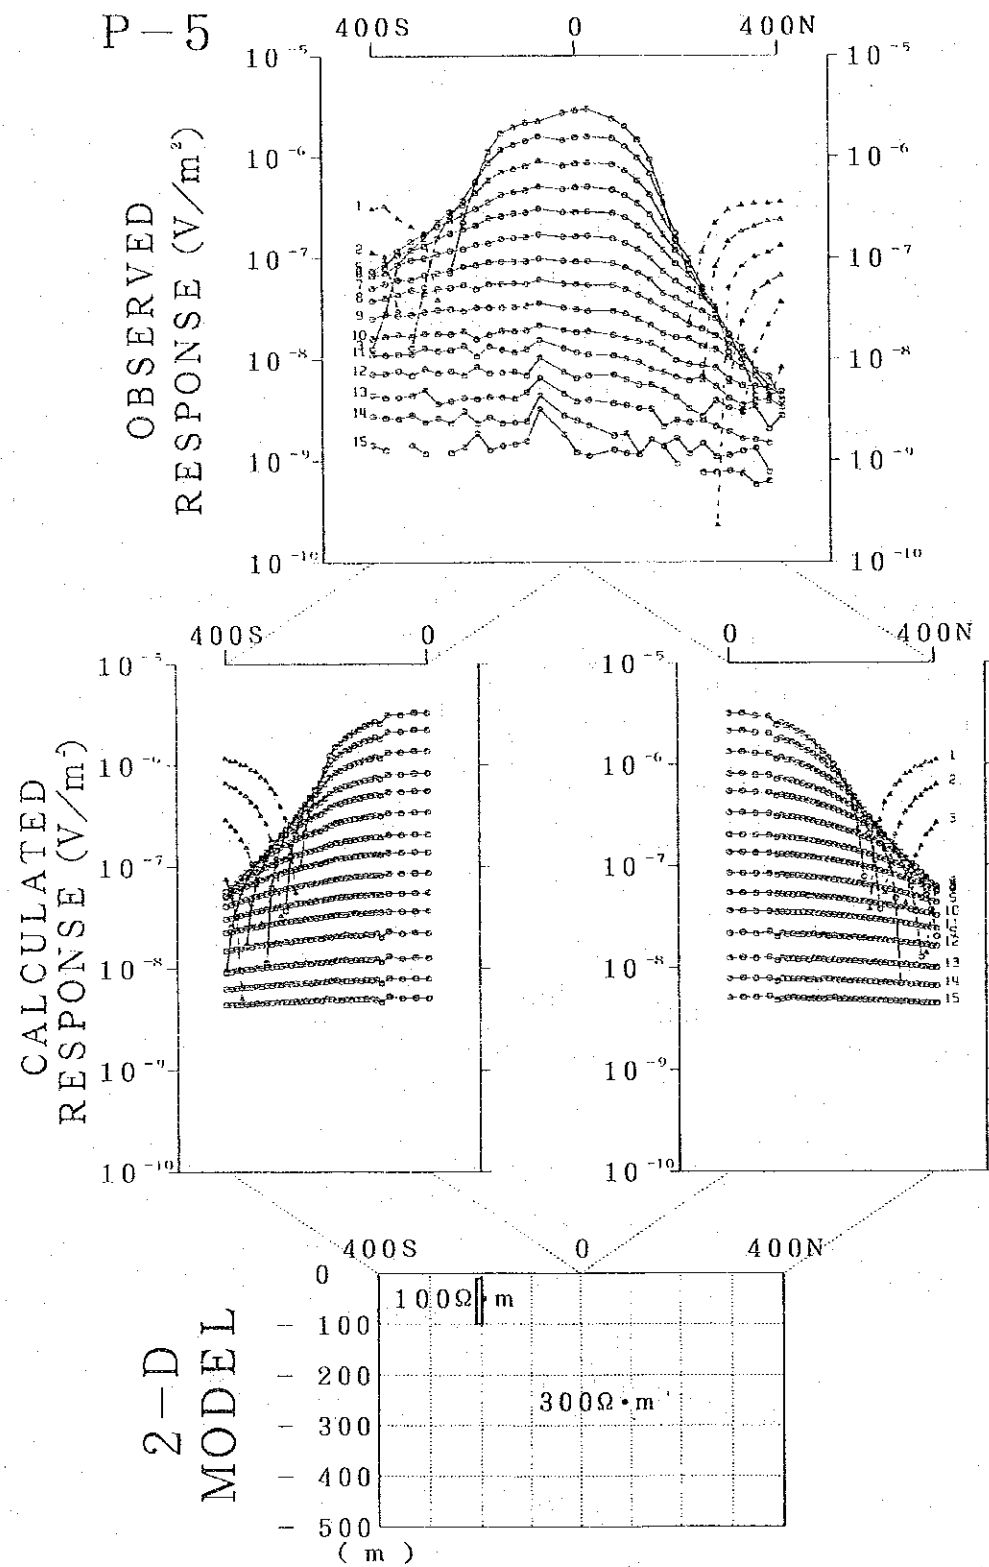 P-5
400S 0 400N
10⁻⁵ 10⁻⁵
10⁻⁶ 10⁻⁶
10⁻⁷ 10⁻⁷
10⁻⁸ 10⁻⁸
10⁻⁹ 10⁻⁹
10⁻¹⁰ 10⁻¹⁰
OBSERVED
RESPONSE (V/m²)
1
2
8
9
10
11
12
13
14
15
400S 0
0 400N
10⁻⁵ 10⁻⁵
10⁻⁶ 10⁻⁶
10⁻⁷ 10⁻⁷
10⁻⁸ 10⁻⁸
10⁻⁹ 10⁻⁹
10⁻¹⁰ 10⁻¹⁰
CALCULATED
RESPONSE (V/m²)
1
2
3
10
13
14
15
400S 0 400N
0
100Ω·m
- 100
- 200
300Ω·m
- 300
- 400
- 500
(m)
2-D
MODEL